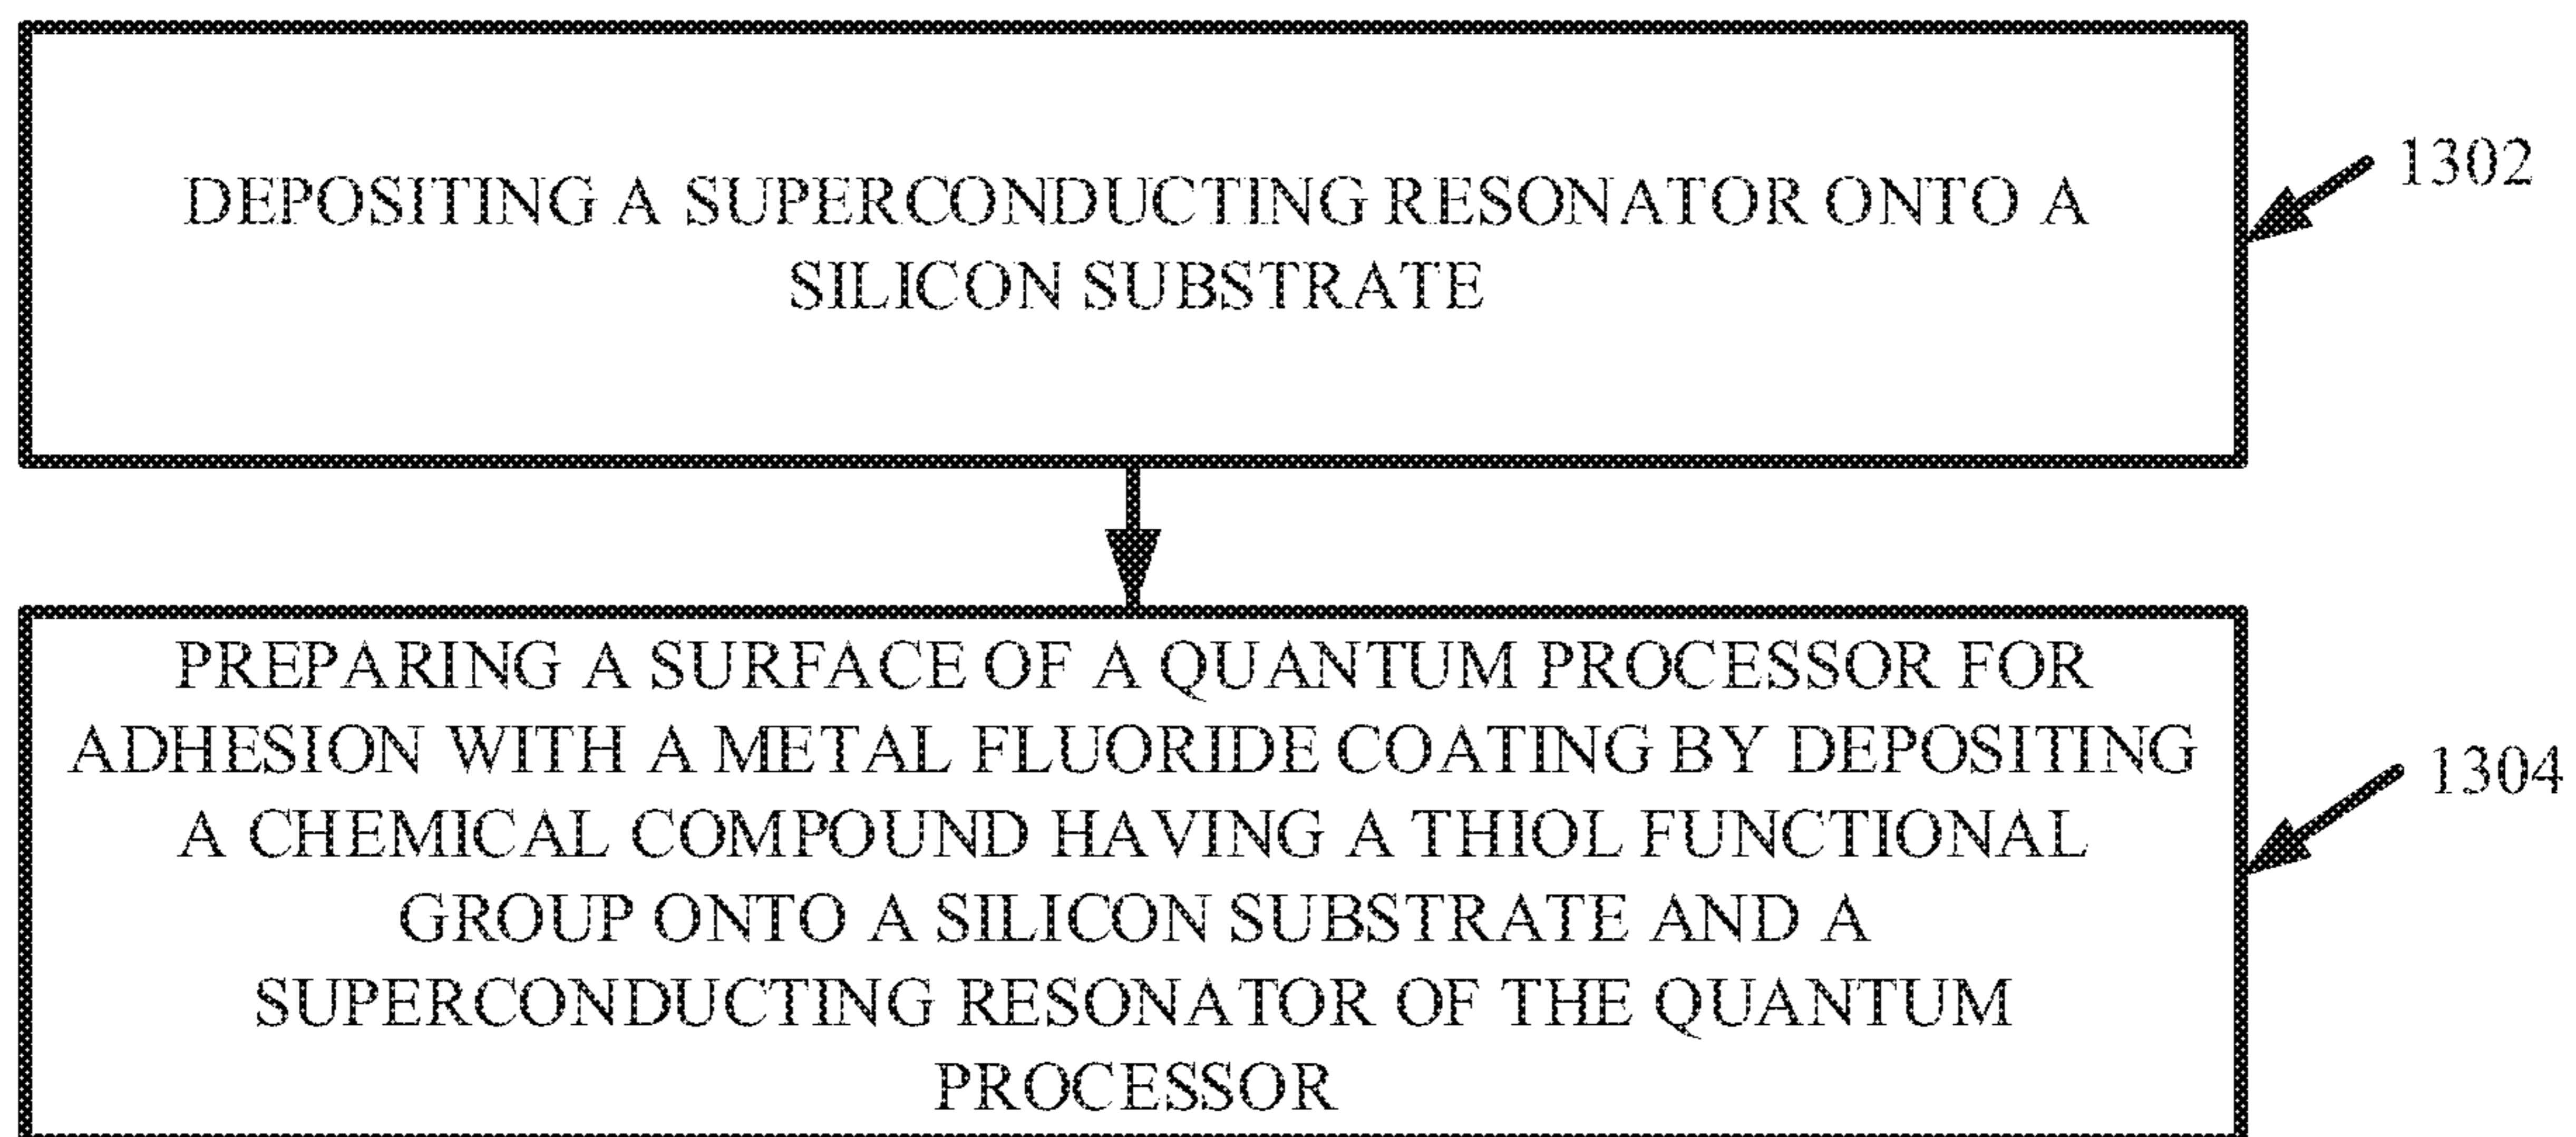 DEPOSITING A SUPERCONDUCTING RESONATOR ONTO A
SILICON SUBSTRATE
1302
PREPARING A SURFACE OF A QUANTUM PROCESSOR FOR
ADHESION WITH A METAL FLUORIDE COATING BY DEPOSITING
A CHEMICAL COMPOUND HAVING A THIOL FUNCTIONAL
GROUP ONTO A SILICON SUBSTRATE AND A
SUPERCONDUCTING RESONATOR OF THE QUANTUM
PROCESSOR
1304